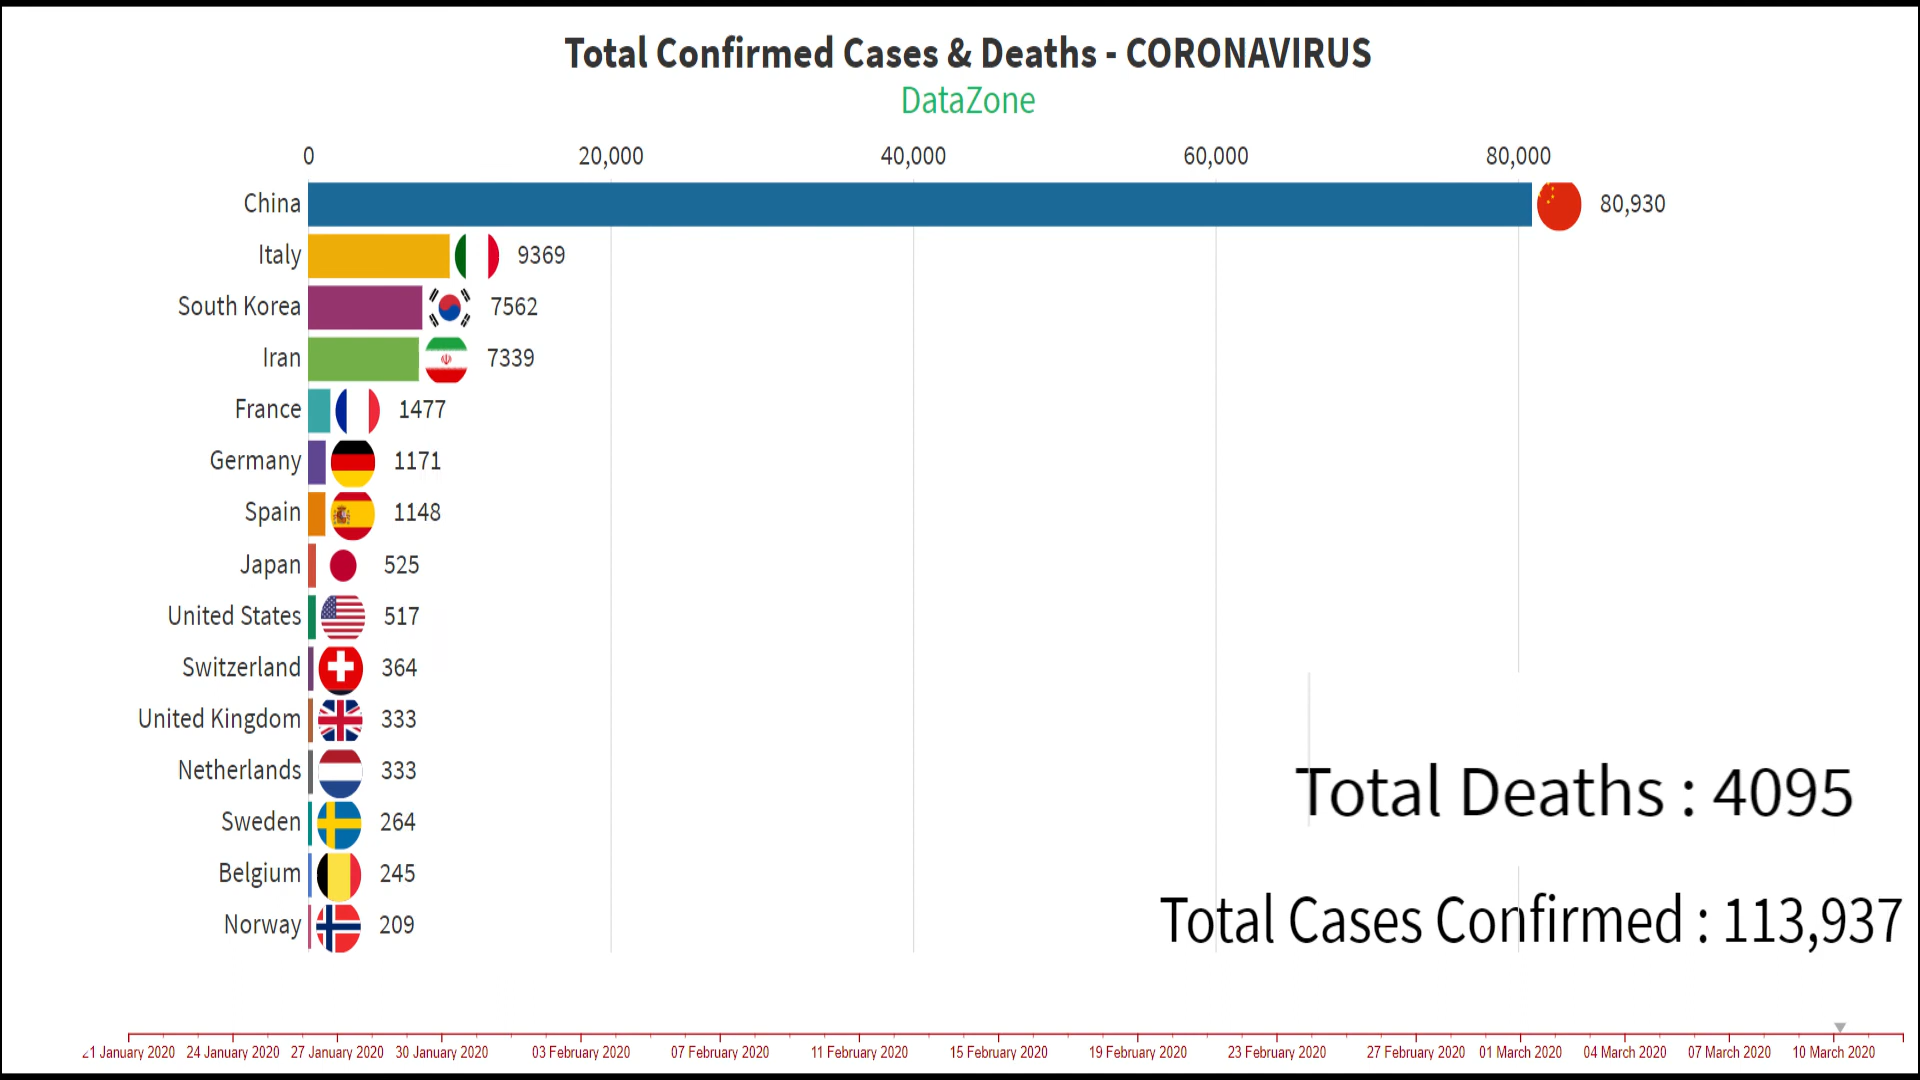 Total Confirmed Cases & Deaths - CORONAVIRUS
DataZone
0 20,000 40,000 60,000 80,000
China 80,930
Italy 9369
South Korea 7562
Iran 7339
France 1477
Germany 1171
Spain 1148
Japan 525
United States 517
Switzerland 364
United Kingdom 333
Netherlands 333
Sweden 264
Belgium 245
Norway 209
Total Deaths : 4095
Total Cases Confirmed : 113,937
21 January 2020 24 January 2020 27 January 2020 30 January 2020 03 February 2020 07 February 2020 11 February 2020 15 February 2020 19 February 2020 23 February 2020 27 February 2020 01 March 2020 04 March 2020 07 March 2020 10 March 2020